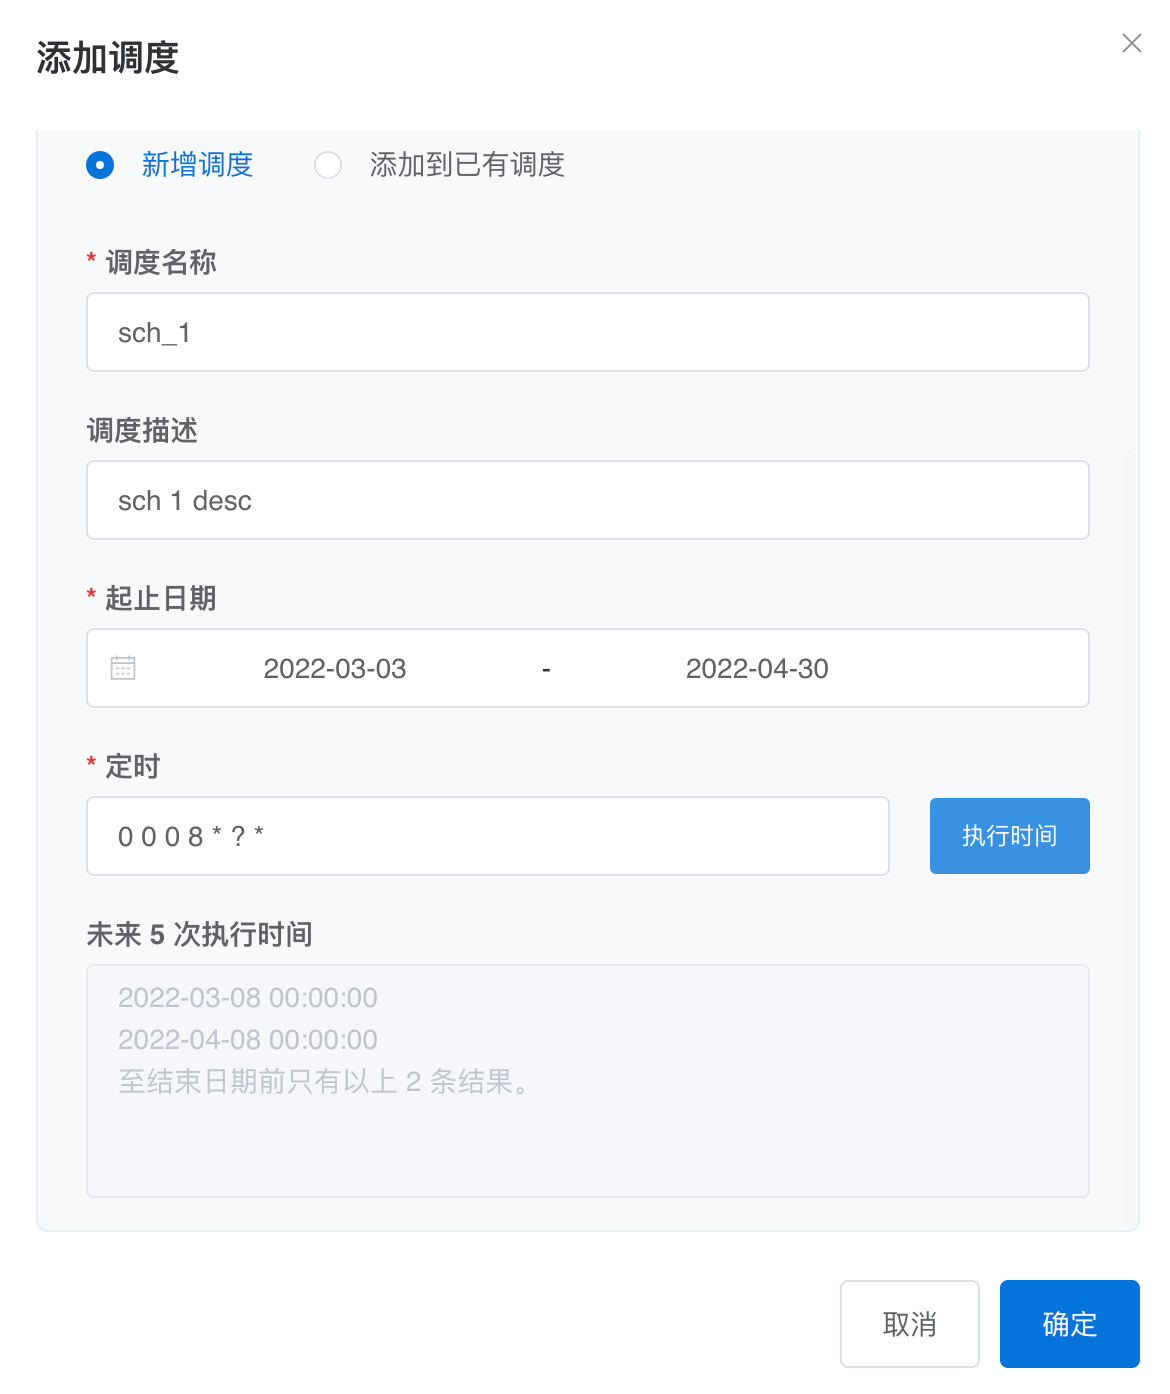 添加调度
新增调度 添加到已有调度
* 调度名称
sch_1
调度描述
sch 1 desc
* 起止日期
2022-03-03 - 2022-04-30
* 定时
0 0 0 8 * ? * 执行时间
未来 5 次执行时间
2022-03-08 00:00:00
2022-04-08 00:00:00
至结束日期前只有以上 2 条结果。
取消 确定